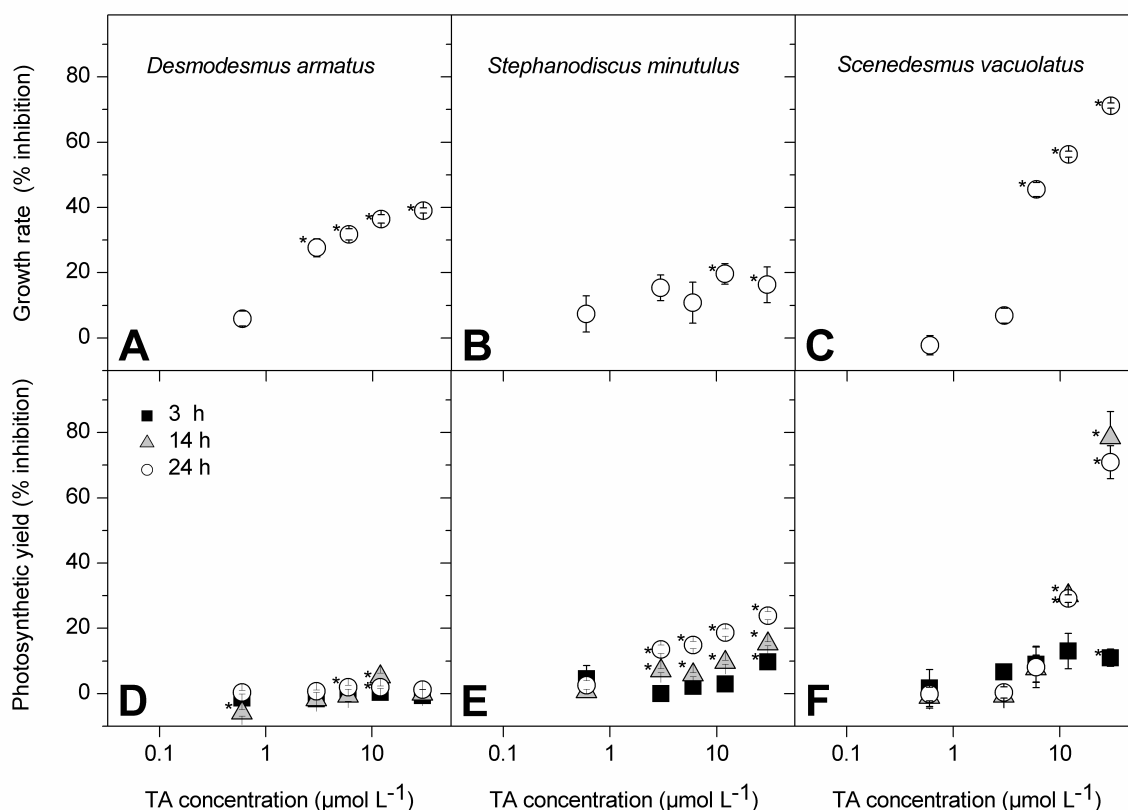 Desmodesmus armatus
Stephanodiscus minutulus
Scenedesmus vacuolatus
Growth rate (% inhibition)
80
60
40
20
0
* * * *
* *
* * *
A
B
C
Photosynthetic yield (% inhibition)
80
60
40
20
0
3 h
14 h
24 h
* * * *
* * * * * * * * *
* * * * *
D
E
F
0.1 1 10
0.1 1 10
0.1 1 10
TA concentration (µmol L⁻¹)
TA concentration (µmol L⁻¹)
TA concentration (µmol L⁻¹)